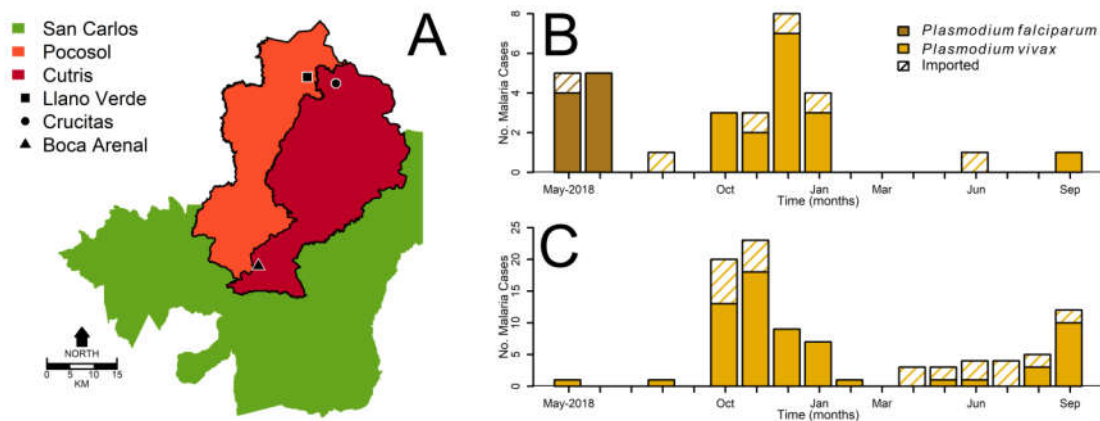 San Carlos
Pocosol
Cutris
Llano Verde
Crucitas
Boca Arenal
A
NORTH
0 5 10 15
KM
B
No. Malaria Cases
0 2 4 6 8
Plasmodium falciparum
Plasmodium vivax
Imported
May-2018 Oct Jan Mar Jun Sep
Time (months)
C
No. Malaria Cases
0 5 10 15 20 25
May-2018 Oct Jan Mar Jun Sep
Time (months)